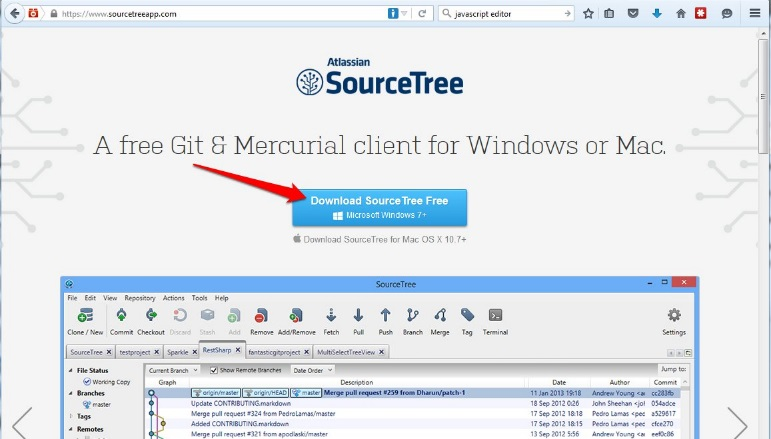 https://www.sourcetreeapp.com
javascript editor
Atlassian
SourceTree
A free Git & Mercurial client for Windows or Mac.
Download SourceTree Free
Microsoft Windows 7+
Download SourceTree for Mac OS X 10.7+
SourceTree
File Edit View Repository Actions Tools Help
Clone / New Commit Checkout Discard Stash Add Remove Add/Remove Fetch Pull Push Branch Merge Tag Terminal Settings
SourceTree testproject Sparkle RestSharp fantasticgitproject MultiSelectTreeView
Current Branch Show Remote Branches Date Order Jump to:
File Status
Working Copy
Branches
master
Tags
Remotes
Graph Description Date Author Commit
origin/master origin/HEAD master Merge pull request #259 from Dharun/patch-1 11 Jan 2013 19:18 Andrew Young <a cc283fb
Update CONTRIBUTING.markdown 18 Sep 2012 0:26 John Sheehan <jo 054adce
Merge pull request #324 from PedroLamas/master 17 Sep 2012 18:18 Pedro Lamas <pe a529617
Added CONTRIBUTING.markdown 17 Sep 2012 18:15 Pedro Lamas <pe cfce270
Merge pull request #321 from apoclaski/master 13 Sep 2012 5:56 Andrew Young <a eef0c86